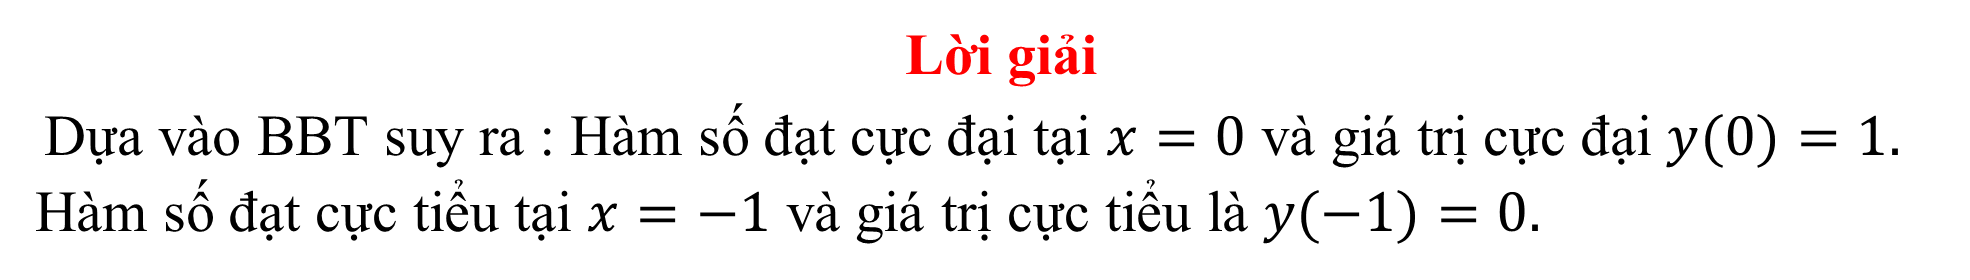 Lời giải
Dựa vào BBT suy ra : Hàm số đạt cực đại tại x = 0 và giá trị cực đại y(0) = 1.
Hàm số đạt cực tiểu tại x = −1 và giá trị cực tiểu là y(−1) = 0.